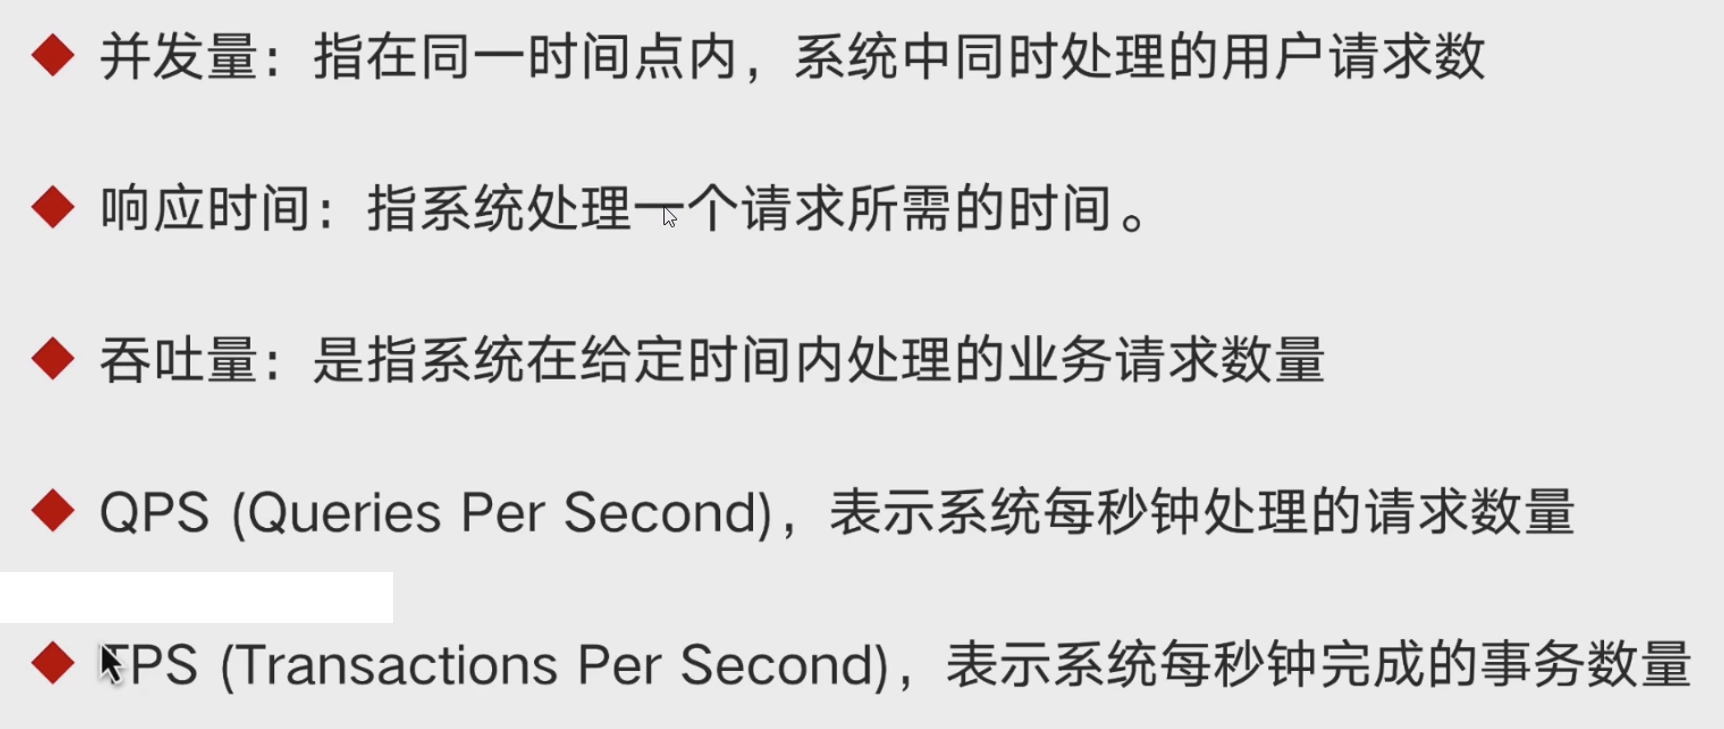 并发量：指在同一时间点内，系统中同时处理的用户请求数
响应时间：指系统处理一个请求所需的时间。
吞吐量：是指系统在给定时间内处理的业务请求数量
QPS (Queries Per Second)，表示系统每秒钟处理的请求数量
TPS (Transactions Per Second)，表示系统每秒钟完成的事务数量